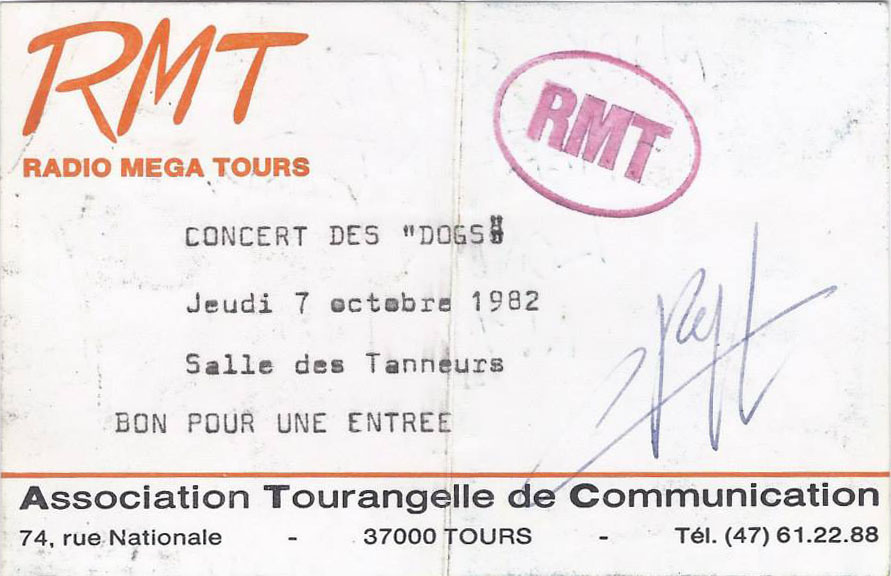 RMT
RADIO MEGA TOURS
RMT
CONCERT DES "DOGS"
Jeudi 7 octobre 1982
Salle des Tanneurs
BON POUR UNE ENTREE
Association Tourangelle de Communication
74, rue Nationale - 37000 TOURS - Tél. (47) 61.22.88